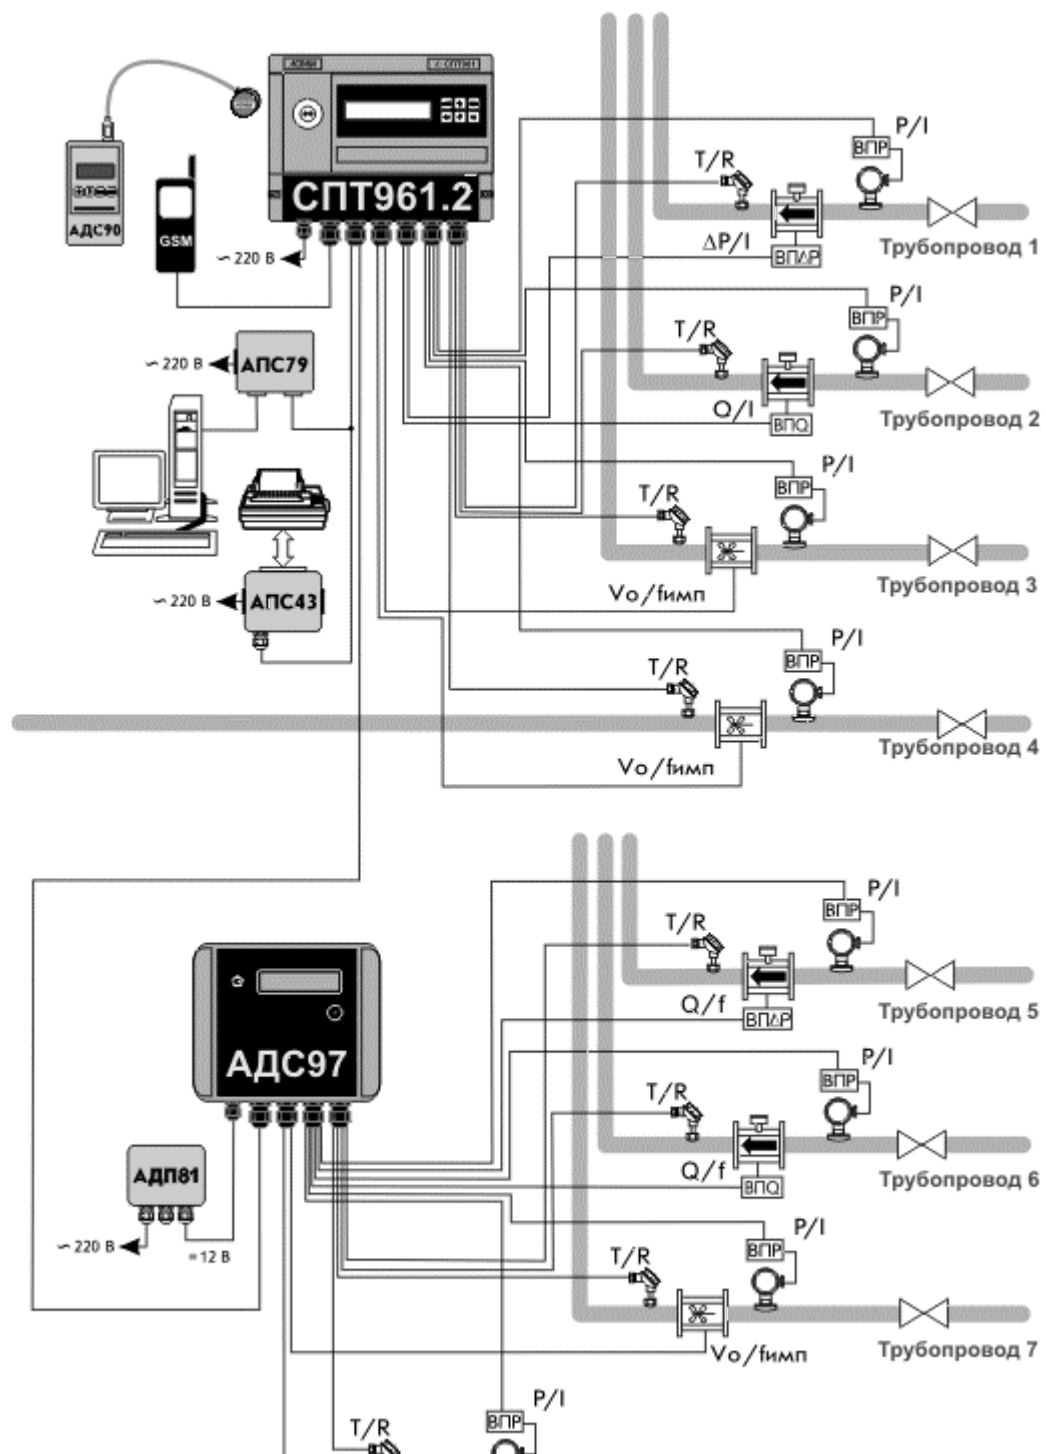 ЛОГИКА
СПТ961
P/I
ВПР
T/R
АДС90
GSM
СПТ961.2
~ 220 В
ΔP/I
ВПΔР
Трубопровод 1
P/I
ВПР
T/R
~ 220 В
АПС79
Q/I
ВПQ
Трубопровод 2
P/I
ВПР
T/R
~ 220 В
АПС43
Vo/fимп
Трубопровод 3
P/I
ВПР
T/R
Vo/fимп
Трубопровод 4
P/I
ВПР
T/R
Q/f
ВПΔР
Трубопровод 5
АДС97
P/I
ВПР
T/R
Q/f
ВПQ
Трубопровод 6
АДП81
~ 220 В
=12 В
P/I
ВПР
T/R
Vo/fимп
Трубопровод 7
P/I
ВПР
T/R